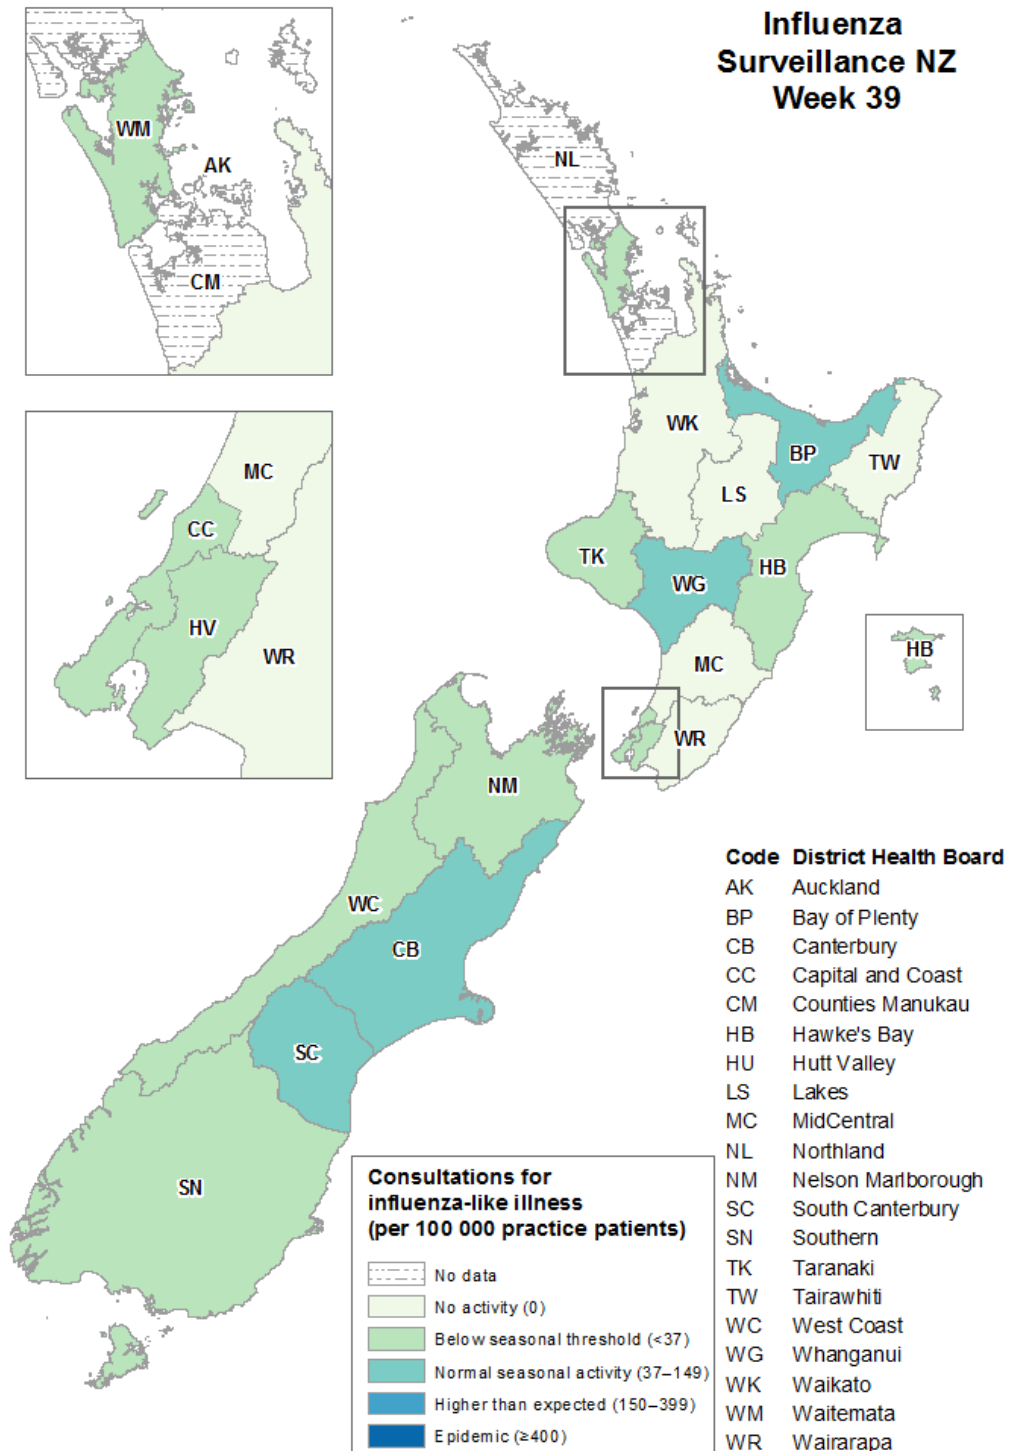 Influenza
Surveillance NZ
Week 39
WM
AK
CM
NL
WK
BP
TW
LS
TK
WG
HB
MC
WR
MC
CC
HV
WR
HB
NM
WC
CB
SC
SN
Consultations for
influenza-like illness
(per 100 000 practice patients)
No data
No activity (0)
Below seasonal threshold (<37)
Normal seasonal activity (37–149)
Higher than expected (150–399)
Epidemic (≥400)
Code District Health Board
AK Auckland
BP Bay of Plenty
CB Canterbury
CC Capital and Coast
CM Counties Manukau
HB Hawke's Bay
HU Hutt Valley
LS Lakes
MC MidCentral
NL Northland
NM Nelson Marlborough
SC South Canterbury
SN Southern
TK Taranaki
TW Tairawhiti
WC West Coast
WG Whanganui
WK Waikato
WM Waitemata
WR Wairarapa